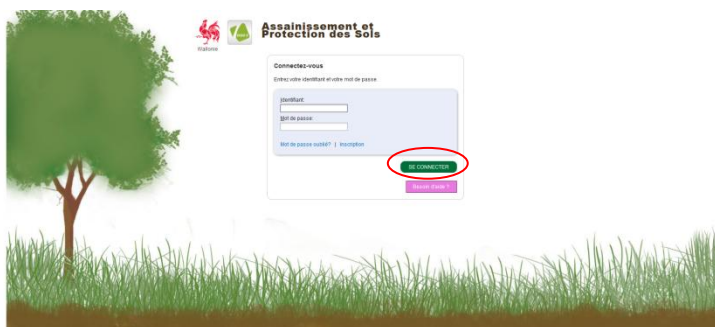 Assainissement et
Protection des Sols
Wallonie
Connectez-vous
Entrez votre identifiant et votre mot de passe
Identifiant:
Mot de passe:
Mot de passe oublié? | Inscription
SE CONNECTER
Besoin d'aide ?